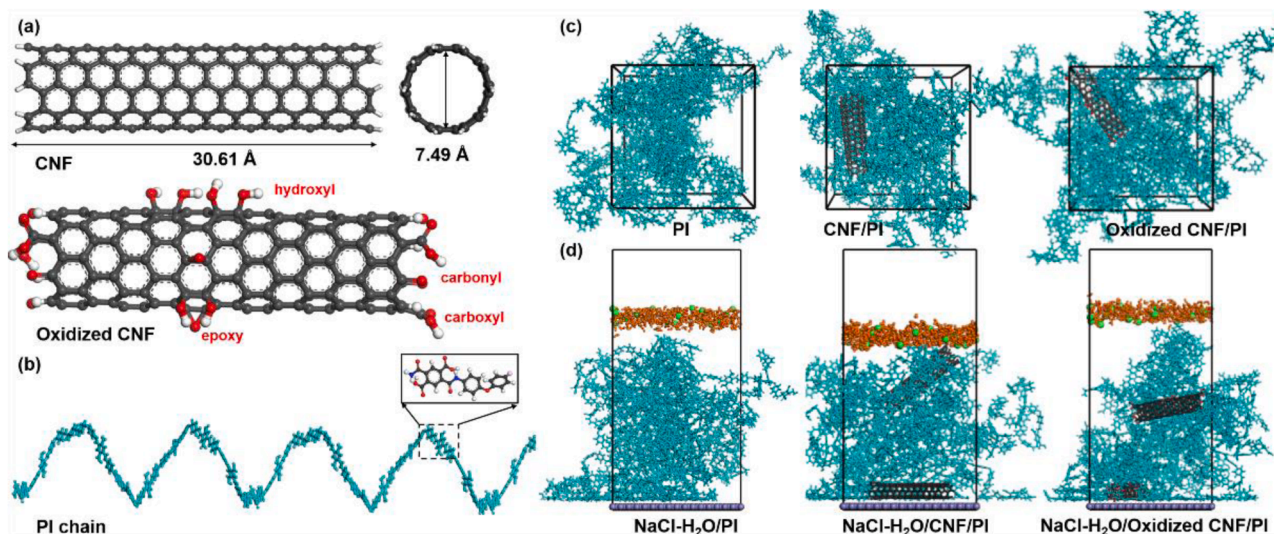 (a)
30.61 Å
7.49 Å
CNF
hydroxyl
carbonyl
carboxyl
epoxy
Oxidized CNF
(b)
PI chain
(c)
PI
CNF/PI
Oxidized CNF/PI
(d)
NaCl-H₂O/PI
NaCl-H₂O/CNF/PI
NaCl-H₂O/Oxidized CNF/PI